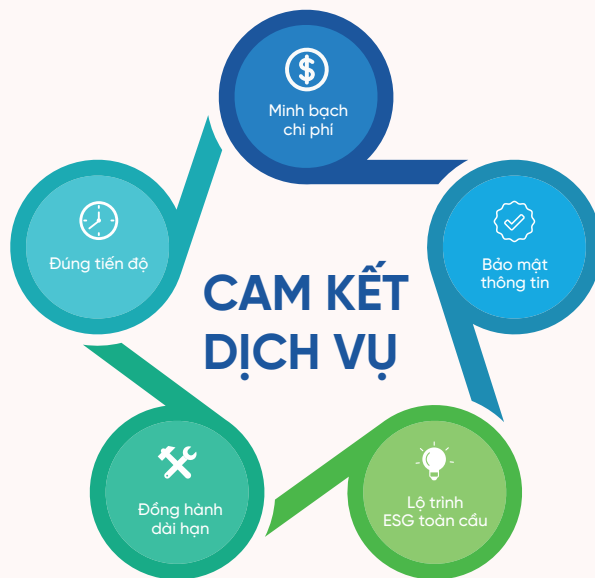 Minh bạch
chi phí
Bảo mật
thông tin
Đúng tiến độ
CAM KẾT
DỊCH VỤ
Lộ trình
ESG toàn cầu
Đồng hành
dài hạn